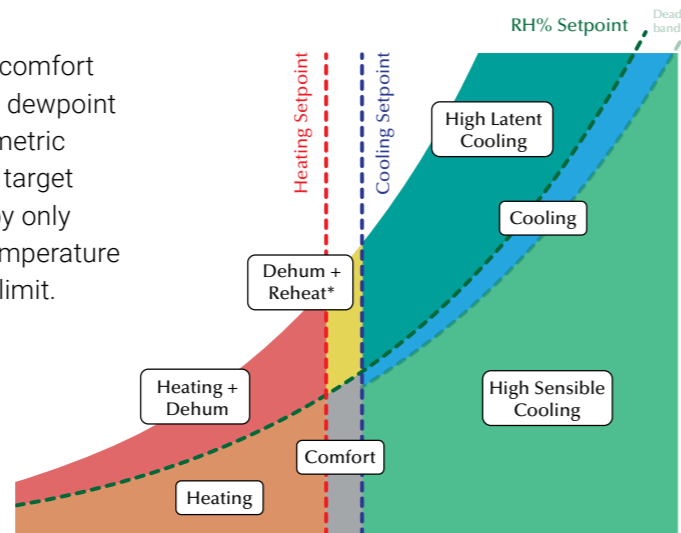 comfort
dewpoint
metric
target
by only
mperature
limit.
RH% Setpoint
Dead
band
Heating Setpoint
Cooling Setpoint
High Latent
Cooling
Cooling
Dehum +
Reheat*
Heating +
Dehum
High Sensible
Cooling
Comfort
Heating